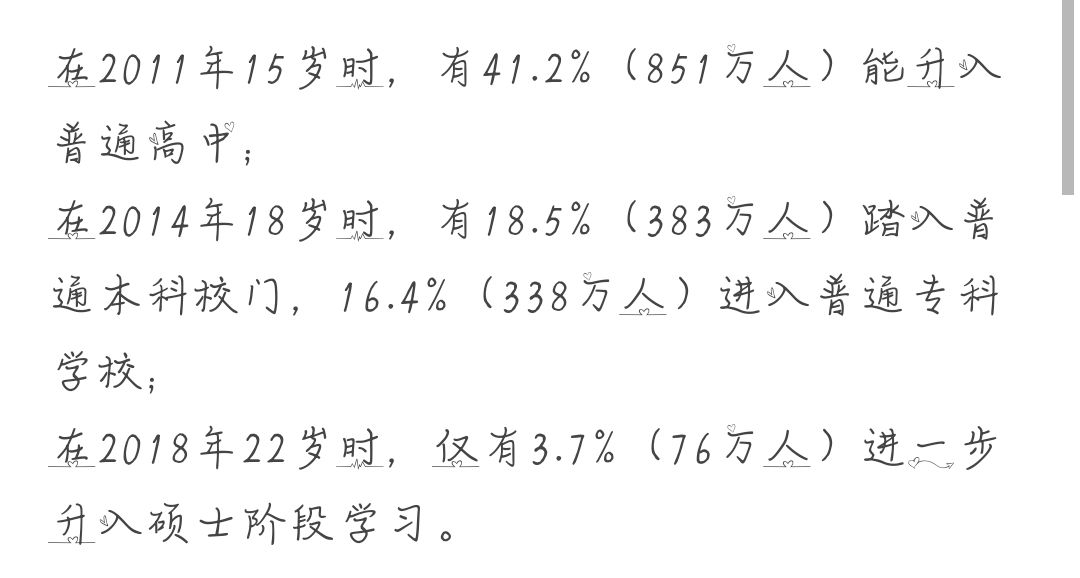 在2011年15岁时，有41.2%（851万人）能升入
普通高中；
在2014年18岁时，有18.5%（383万人）踏入普
通本科校门，16.4%（338万人）进入普通专科
学校；
在2018年22岁时，仅有3.7%（76万人）进一步
升入硕士阶段学习。